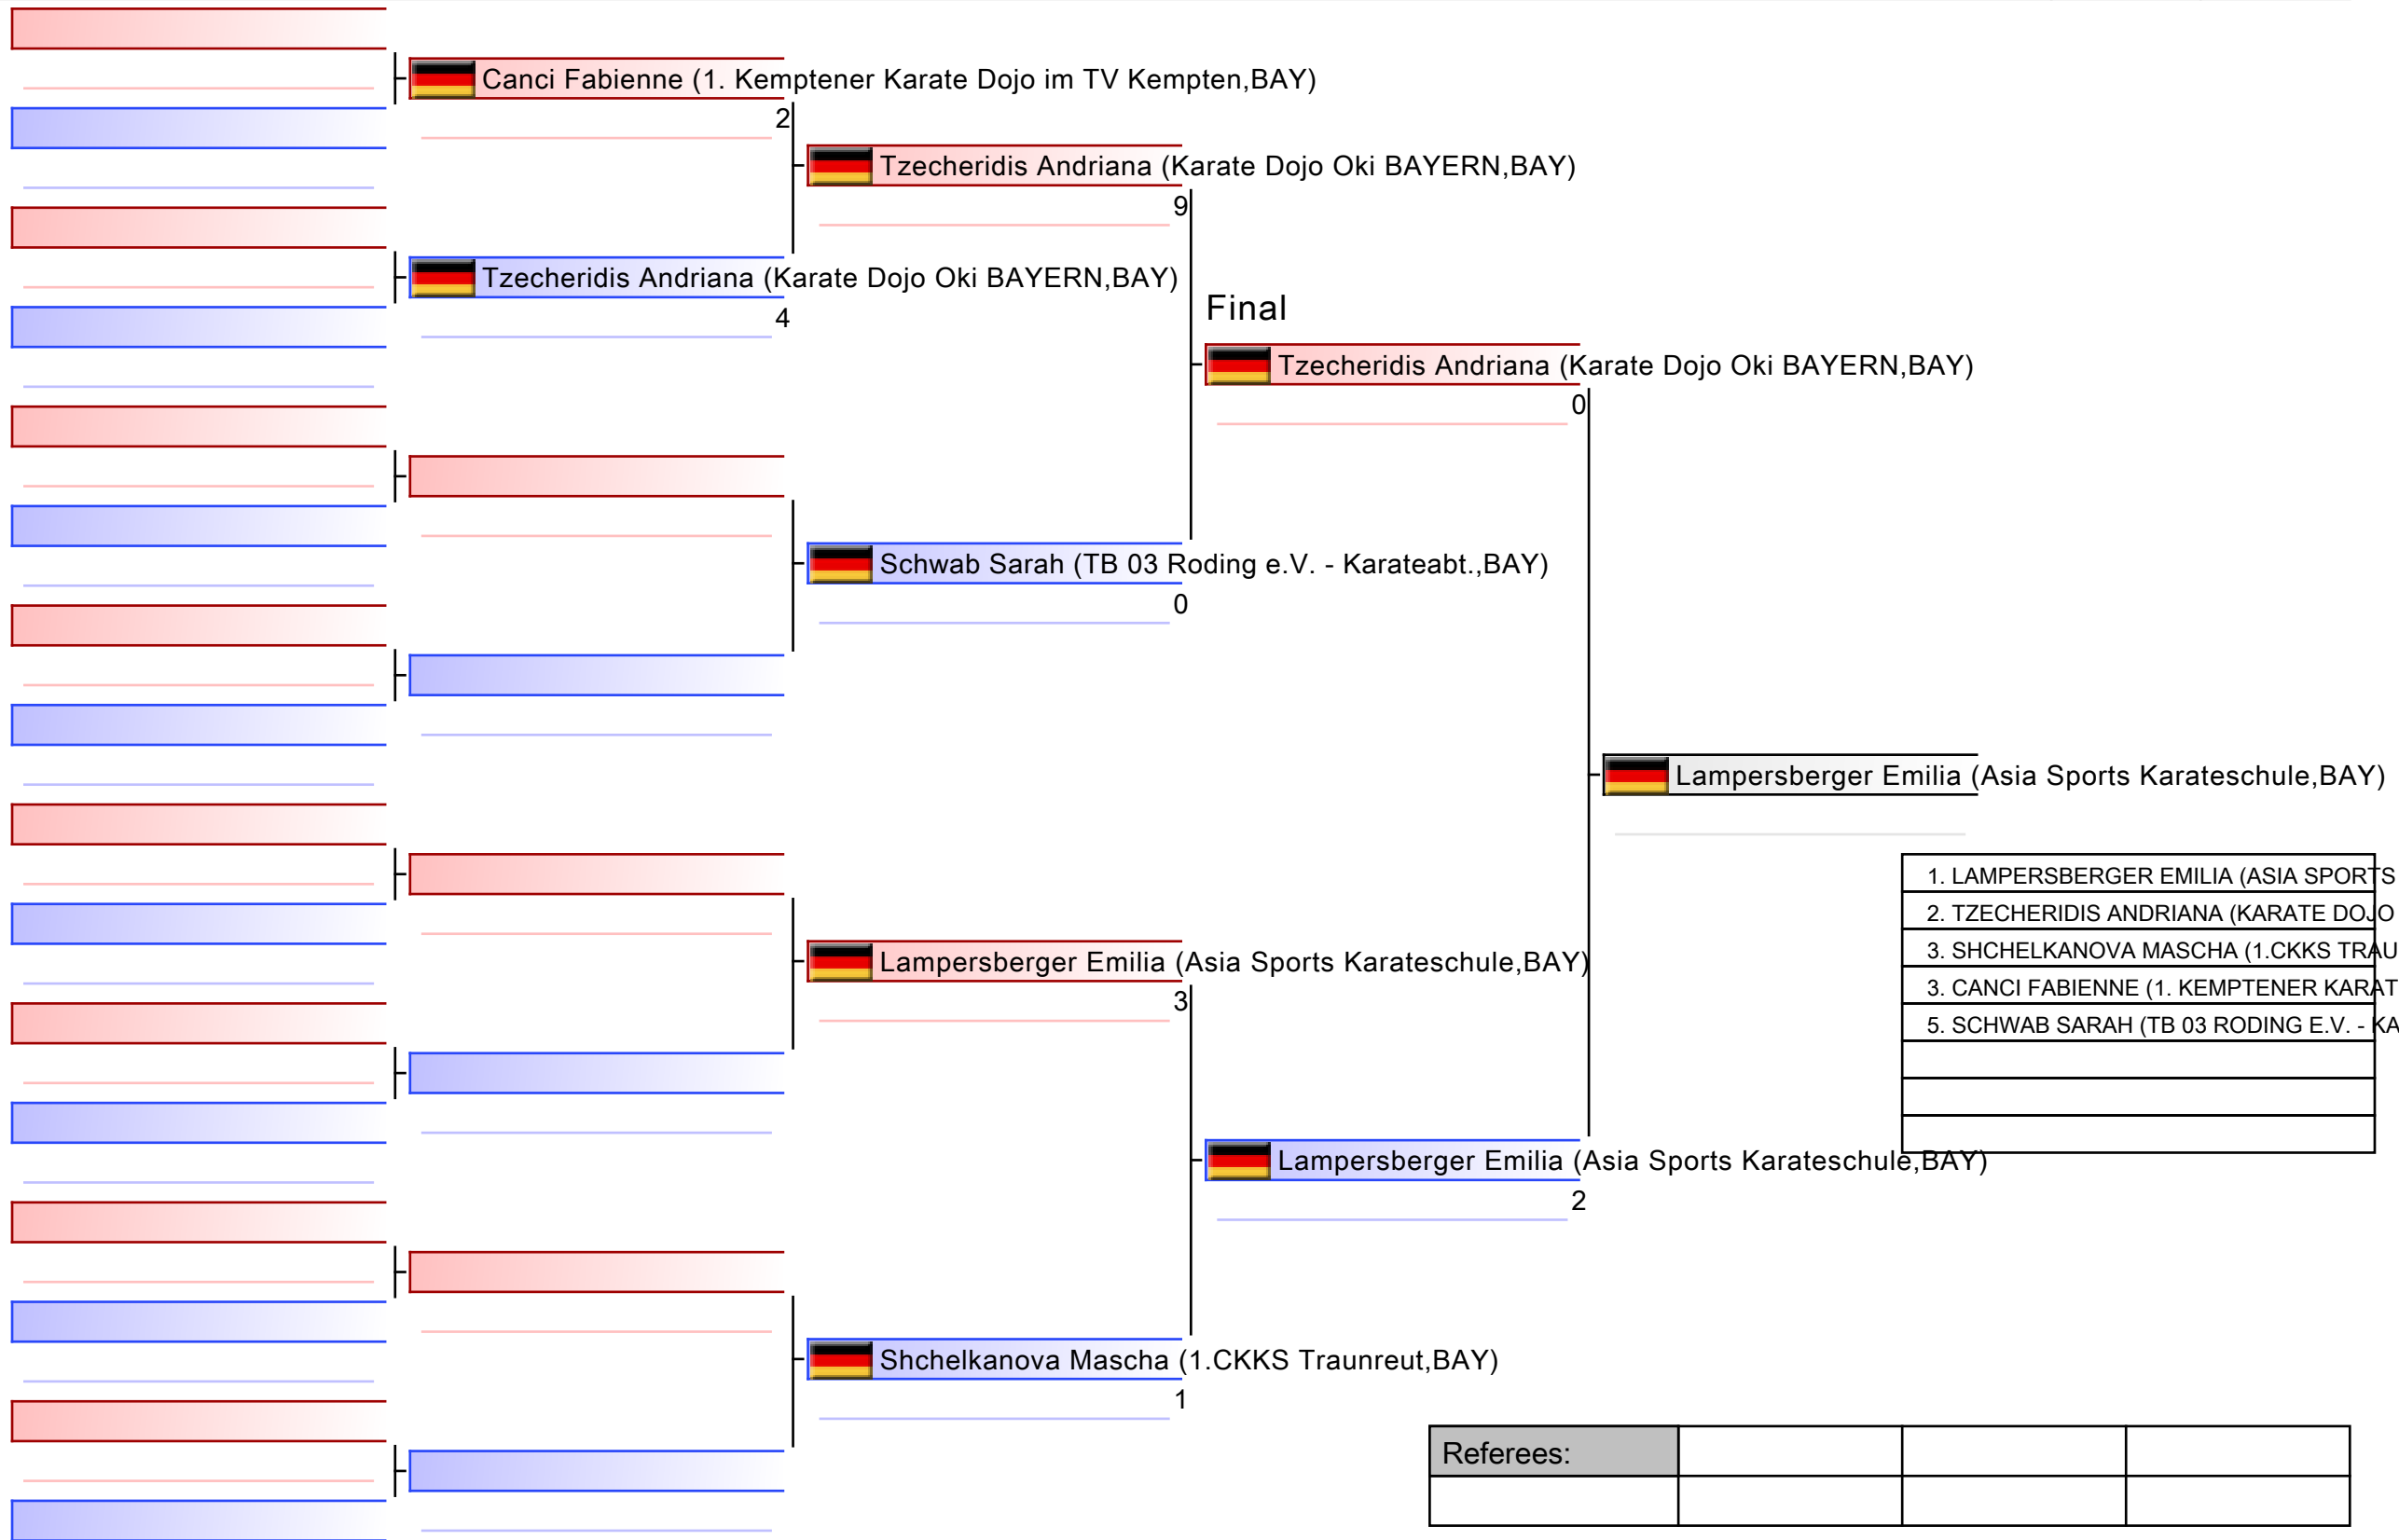 Canci Fabienne (1. Kemptener Karate Dojo im TV Kempten,BAY)
2
Tzecheridis Andriana (Karate Dojo Oki BAYERN,BAY)
9
Tzecheridis Andriana (Karate Dojo Oki BAYERN,BAY)
4
Final
Tzecheridis Andriana (Karate Dojo Oki BAYERN,BAY)
0
Schwab Sarah (TB 03 Roding e.V. - Karateabt.,BAY)
0
Lampersberger Emilia (Asia Sports Karateschule,BAY)
1. LAMPERSBERGER EMILIA (ASIA SPORTS
2. TZECHERIDIS ANDRIANA (KARATE DOJO
3. SHCHELKANOVA MASCHA (1.CKKS TRAU
3. CANCI FABIENNE (1. KEMPTENER KARAT
5. SCHWAB SARAH (TB 03 RODING E.V. - KA
Lampersberger Emilia (Asia Sports Karateschule,BAY)
3
Lampersberger Emilia (Asia Sports Karateschule,BAY)
2
Shchelkanova Mascha (1.CKKS Traunreut,BAY)
1
Referees: